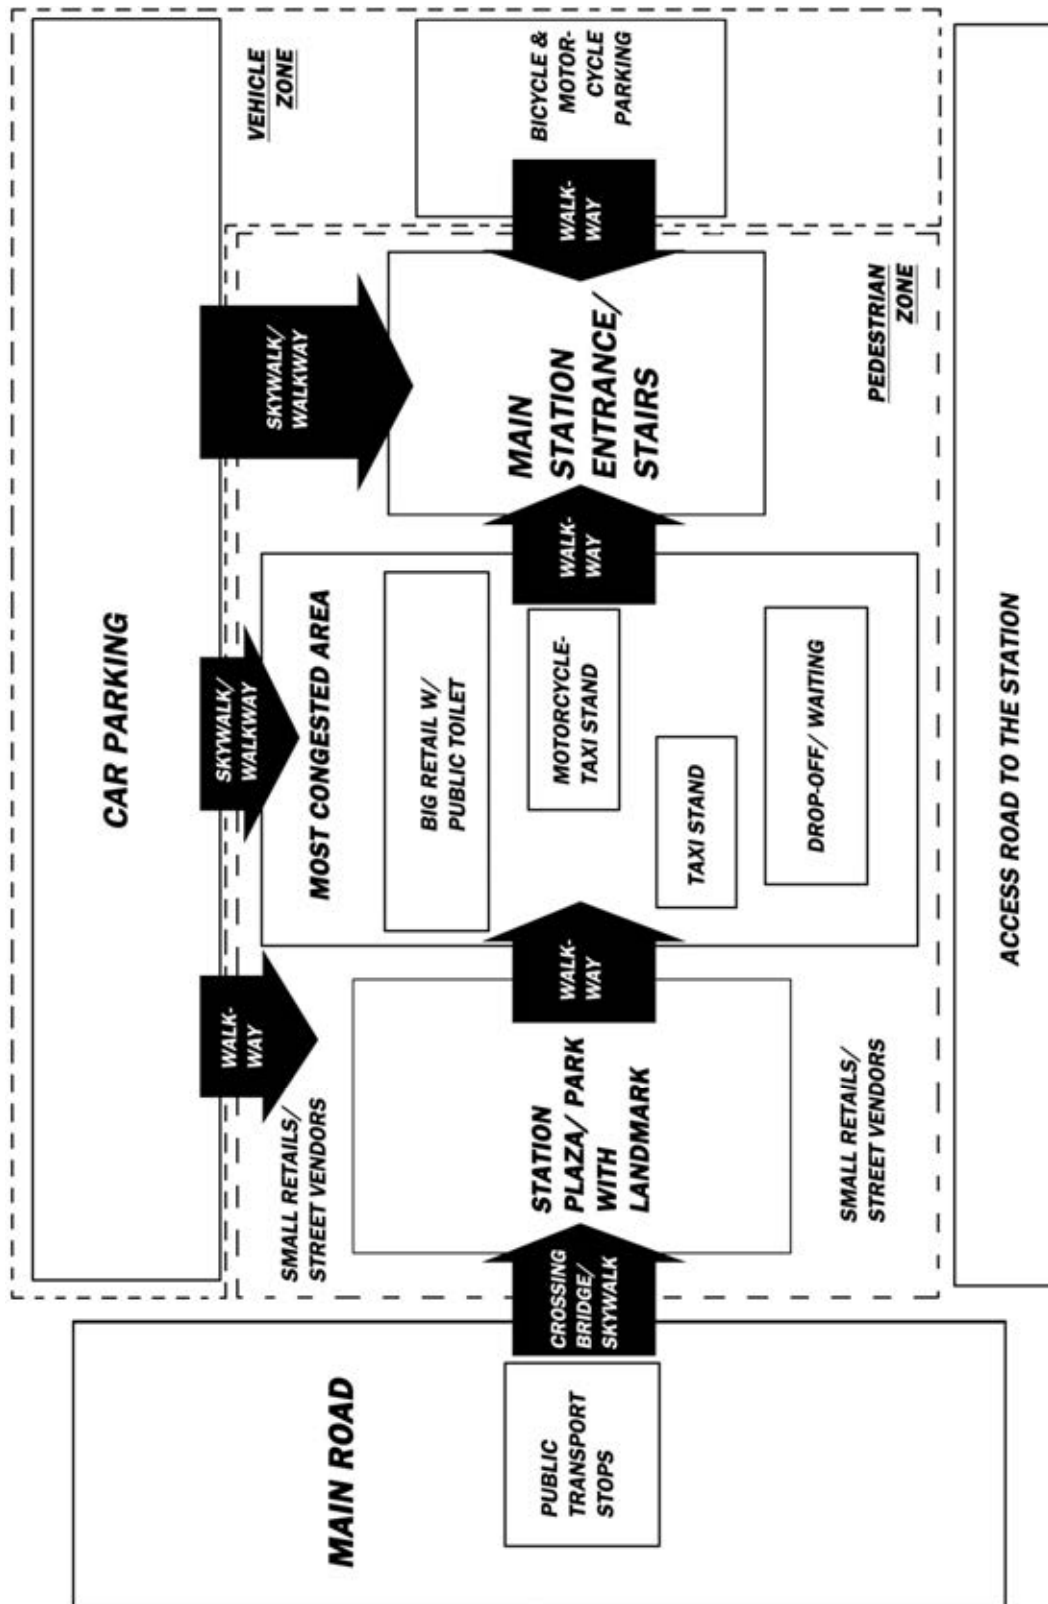 CAR PARKING
VEHICLE
ZONE
BICYCLE &
MOTOR-
CYCLE
PARKING
WALK-
WAY
PEDESTRIAN
ZONE
SKYWALK/
WALKWAY
MAIN
STATION
ENTRANCE/
STAIRS
WALK-
WAY
SKYWALK/
WALKWAY
MOST CONGESTED AREA
BIG RETAIL W/
PUBLIC TOILET
MOTORCYCLE-
TAXI STAND
TAXI STAND
DROP-OFF/ WAITING
WALK-
WAY
WALK-
WAY
SMALL RETAILS/
STREET VENDORS
STATION
PLAZA/ PARK
WITH
LANDMARK
SMALL RETAILS/
STREET VENDORS
CROSSING
BRIDGE/
SKYWALK
MAIN ROAD
PUBLIC
TRANSPORT
STOPS
ACCESS ROAD TO THE STATION